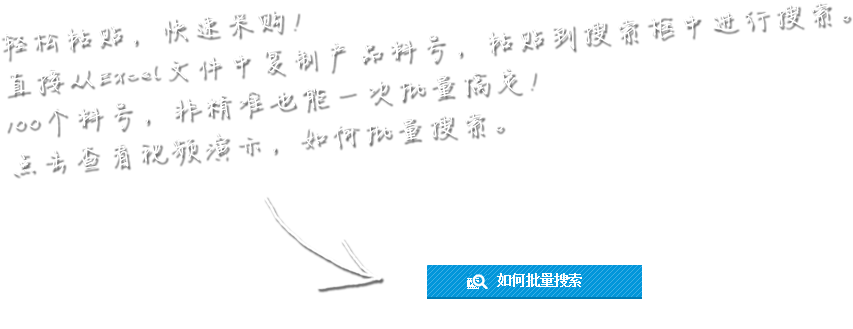 轻松粘贴，快速采购！
直接从Excel文件中复制产品料号，粘贴到搜索框中进行搜索。
100个料号，非精准也能一次批量搞定！
点击查看视频演示，如何批量搜索。
如何批量搜索